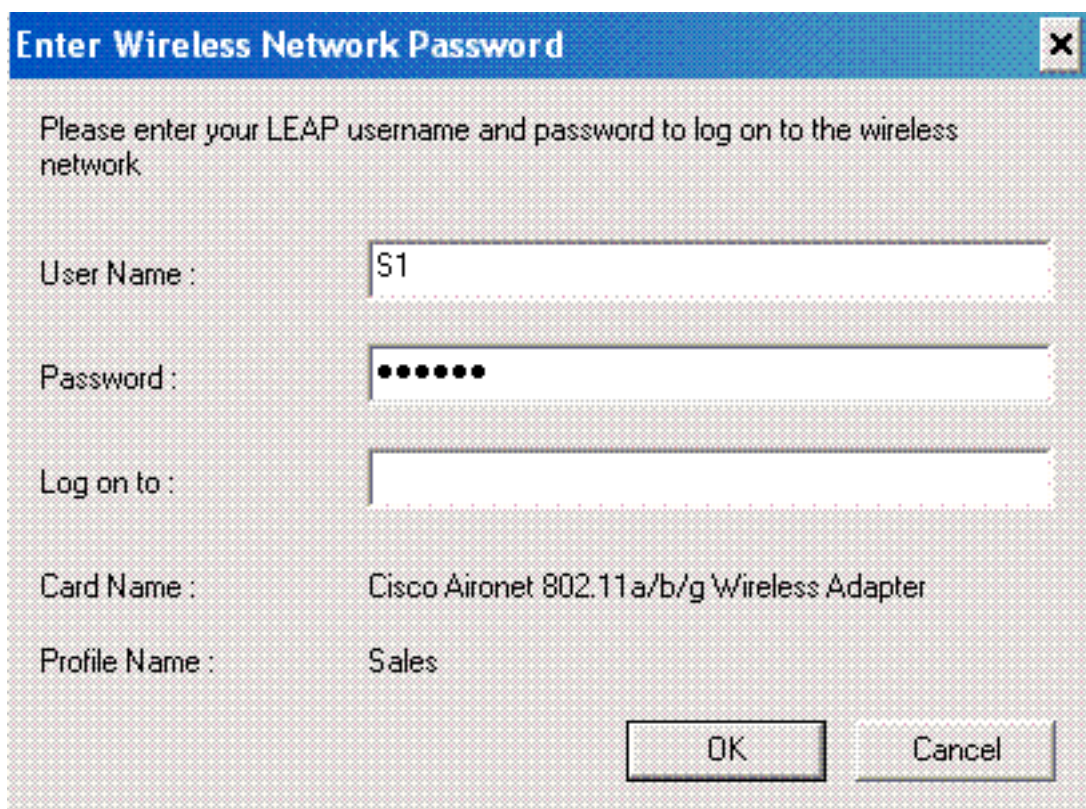 Enter Wireless Network Password
Please enter your LEAP username and password to log on to the wireless
network
User Name : S1
Password : ●●●●●●
Log on to :
Card Name : Cisco Aironet 802.11a/b/g Wireless Adapter
Profile Name : Sales
OK Cancel